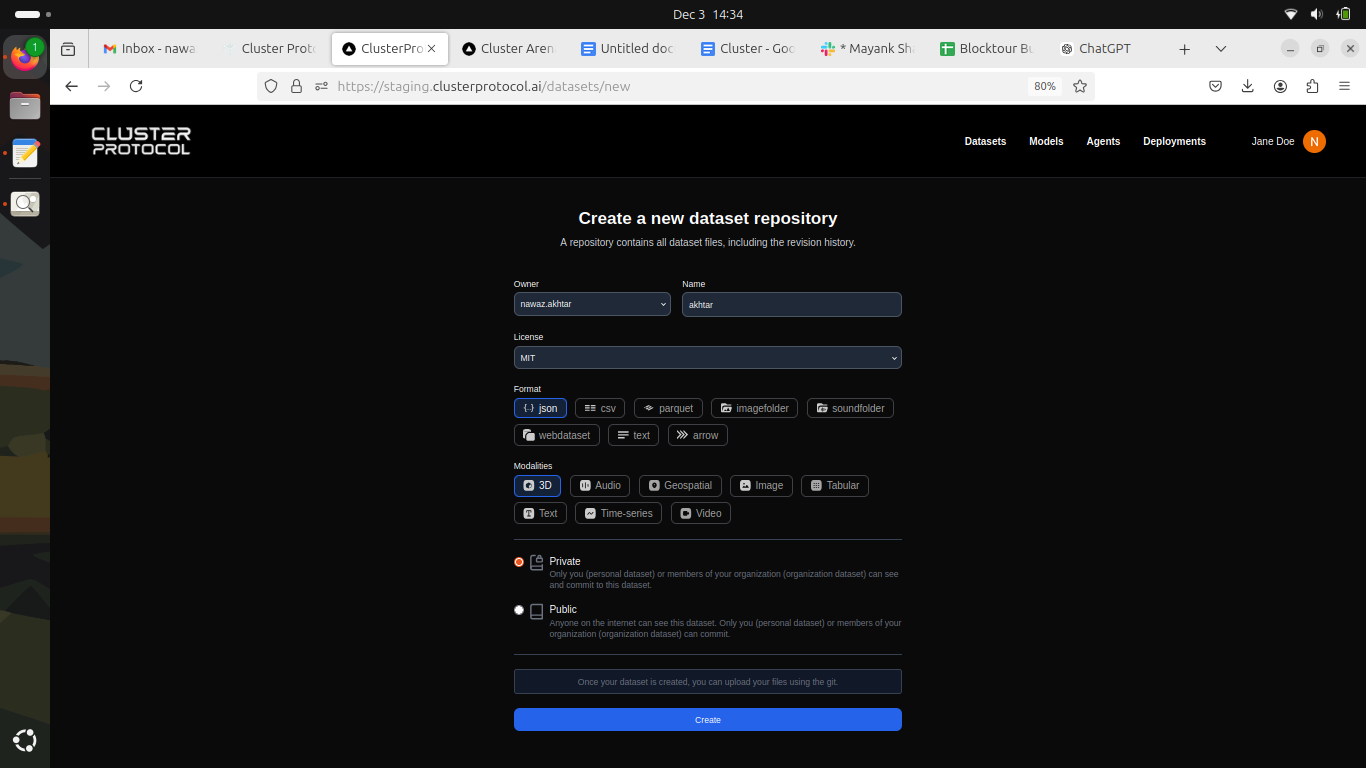 Dec 3 14:34
1
Inbox - nawa
Cluster Proto
ClusterPro
Cluster Aren
Untitled doc
Cluster - Goo
* Mayank Sh
Blocktour Bu
ChatGPT
https://staging.clusterprotocol.ai/datasets/new
80%
CLUSTER
PROTOCOL
Datasets Models Agents Deployments Jane Doe N
Create a new dataset repository
A repository contains all dataset files, including the revision history.
Owner Name
nawaz.akhtar akhtar
License
MIT
Format
json csv parquet imagefolder soundfolder
webdataset text arrow
Modalities
3D Audio Geospatial Image Tabular
Text Time-series Video
Private
Only you (personal dataset) or members of your organization (organization dataset) can see
and commit to this dataset.
Public
Anyone on the internet can see this dataset. Only you (personal dataset) or members of your
organization (organization dataset) can commit.
Once your dataset is created, you can upload your files using the git.
Create